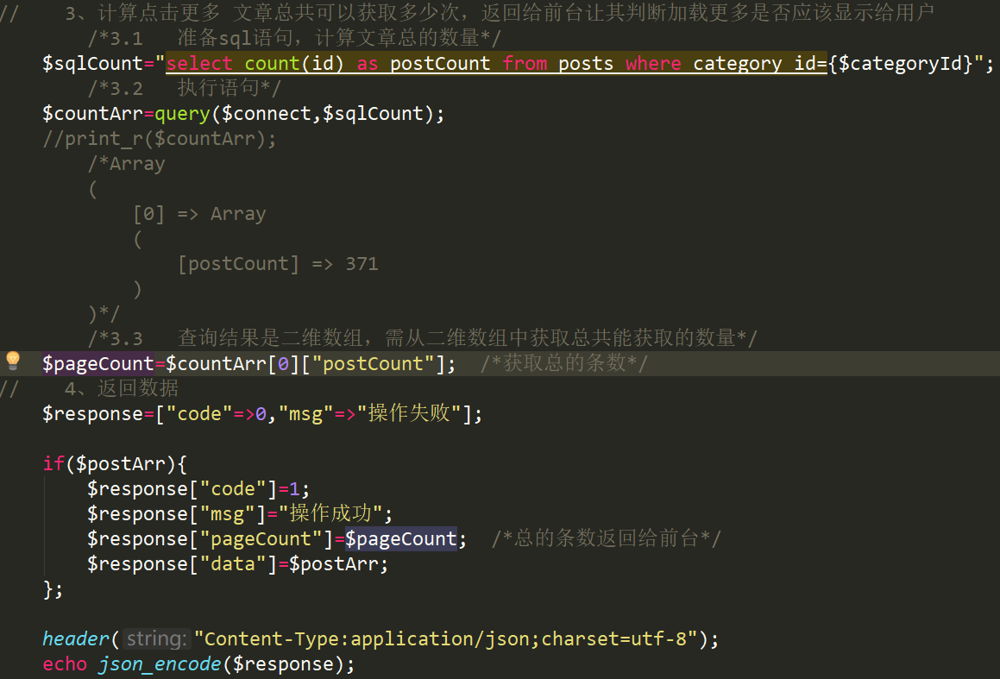 // 3、计算点击更多 文章总共可以获取多少次，返回给前台让其判断加载更多是否应该显示给用户
/*3.1 准备sql语句，计算文章总的数量*/
$sqlCount="select count(id) as postCount from posts where category_id={$categoryId}";
/*3.2 执行语句*/
$countArr=query($connect,$sqlCount);
//print_r($countArr);
/*Array
(
[0] => Array
(
[postCount] => 371
)
)*/
/*3.3 查询结果是二维数组，需从二维数组中获取总共能获取的数量*/
$pageCount=$countArr[0]["postCount"]; /*获取总的条数*/
// 4、返回数据
$response=["code"=>0,"msg"=>"操作失败"];
if($postArr){
$response["code"]=1;
$response["msg"]="操作成功";
$response["pageCount"]=$pageCount; /*总的条数返回给前台*/
$response["data"]=$postArr;
};
header( string: "Content-Type:application/json;charset=utf-8");
echo json_encode($response);